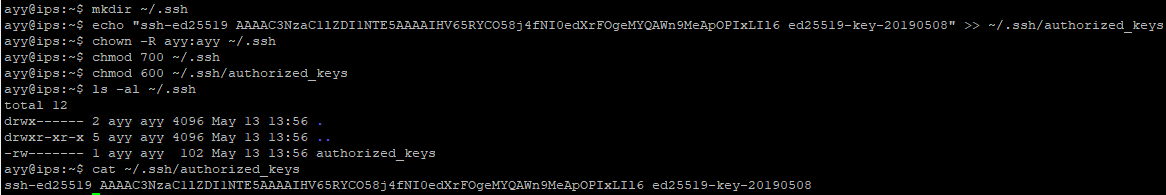 ayy@ips:~$ mkdir ~/.ssh
ayy@ips:~$ echo "ssh-ed25519 AAAAC3NzaC1lZDI1NTE5AAAAIHV65RYCO58j4fNI0edXrFOgeMYQAWn9MeApOPIxLIl6 ed25519-key-20190508" >> ~/.ssh/authorized_keys
ayy@ips:~$ chown -R ayy:ayy ~/.ssh
ayy@ips:~$ chmod 700 ~/.ssh
ayy@ips:~$ chmod 600 ~/.ssh/authorized_keys
ayy@ips:~$ ls -al ~/.ssh
total 12
drwx------ 2 ayy ayy 4096 May 13 13:56 .
drwxr-xr-x 5 ayy ayy 4096 May 13 13:56 ..
-rw------- 1 ayy ayy  102 May 13 13:56 authorized_keys
ayy@ips:~$ cat ~/.ssh/authorized_keys
ssh-ed25519 AAAAC3NzaC1lZDI1NTE5AAAAIHV65RYCO58j4fNI0edXrFOgeMYQAWn9MeApOPIxLIl6 ed25519-key-20190508